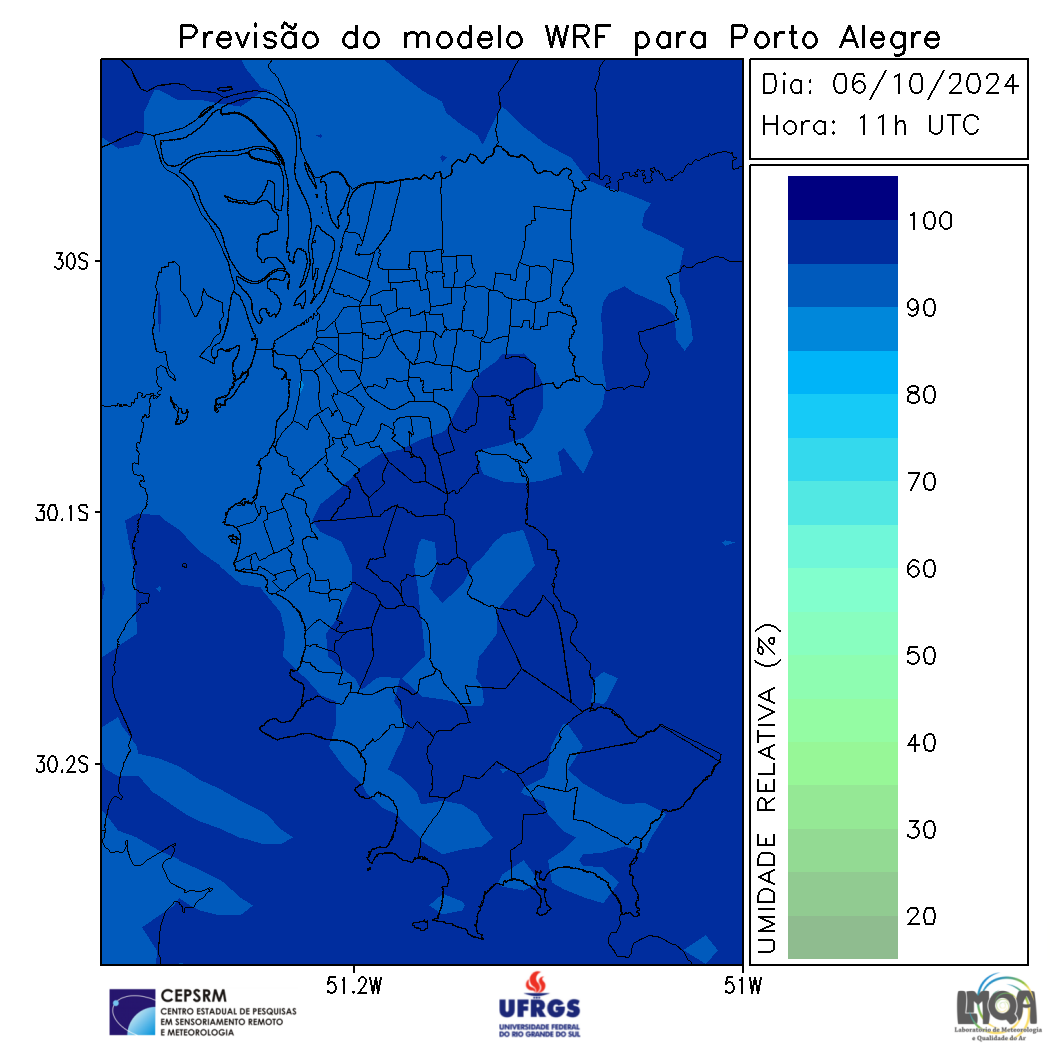 Previsão do modelo WRF para Porto Alegre
Dia: 06/10/2024
Hora: 11h UTC
30S
30.1S
30.2S
51.2W
51W
100
90
80
70
60
50
40
30
20
UMIDADE RELATIVA (%)
CEPSRM
CENTRO ESTADUAL DE PESQUISAS
EM SENSORIAMENTO REMOTO
E METEOROLOGIA
UFRGS
UNIVERSIDADE FEDERAL
DO RIO GRANDE DO SUL
LMQA
Laboratório de Meteorologia
e Qualidade do Ar